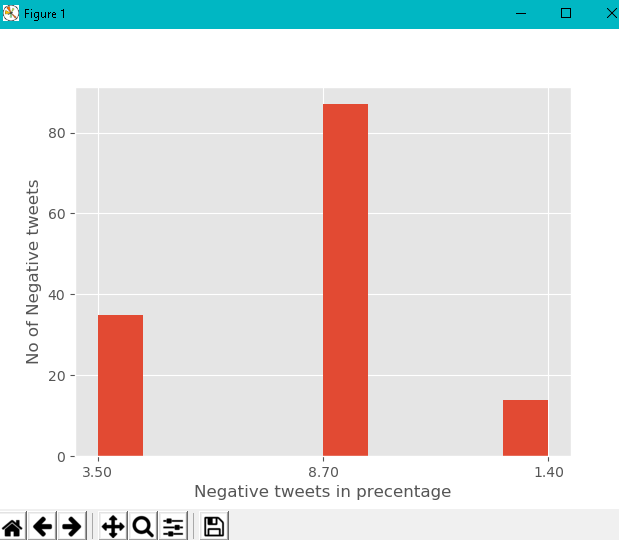 Figure 1
80
60
40
20
0
No of Negative tweets
3.50 8.70 1.40
Negative tweets in precentage